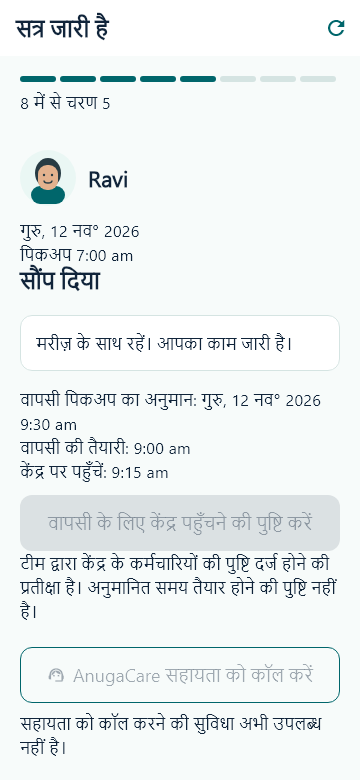 सत्र जारी है
8 में से चरण 5
Ravi
गुरु, 12 नव॰ 2026
पिकअप 7:00 am
सौंप दिया
मरीज़ के साथ रहें। आपका काम जारी है।
वापसी पिकअप का अनुमान: गुरु, 12 नव॰ 2026
9:30 am
वापसी की तैयारी: 9:00 am
केंद्र पर पहुँचें: 9:15 am
वापसी के लिए केंद्र पहुँचने की पुष्टि करें
टीम द्वारा केंद्र के कर्मचारियों की पुष्टि दर्ज होने की
प्रतीक्षा है। अनुमानित समय तैयार होने की पुष्टि नहीं
है।
AnugaCare सहायता को कॉल करें
सहायता को कॉल करने की सुविधा अभी उपलब्ध
नहीं है।